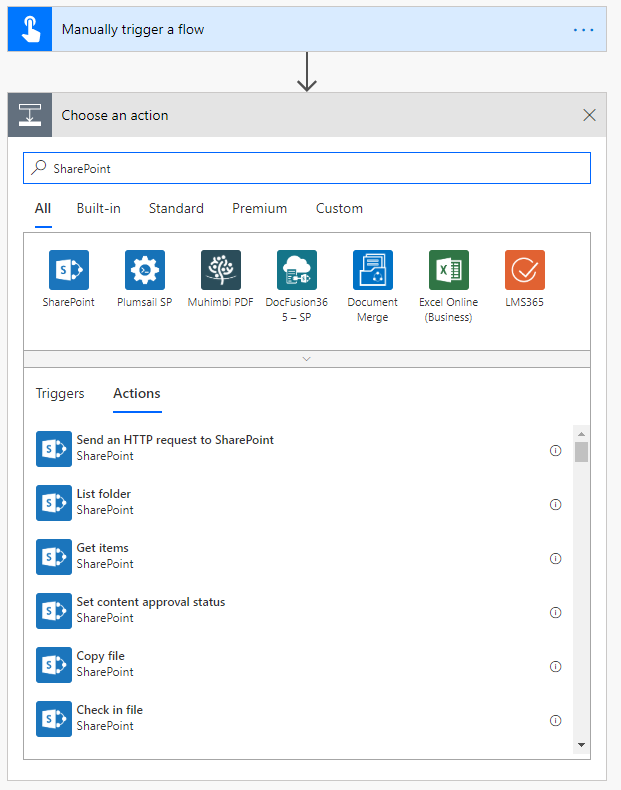 Manually trigger a flow
Choose an action
SharePoint
All Built-in Standard Premium Custom
SharePoint Plumsail SP Muhimbi PDF DocFusion36 Document Excel Online LMS365
5 – SP Merge (Business)
Triggers Actions
Send an HTTP request to SharePoint
SharePoint
List folder
SharePoint
Get items
SharePoint
Set content approval status
SharePoint
Copy file
SharePoint
Check in file
SharePoint